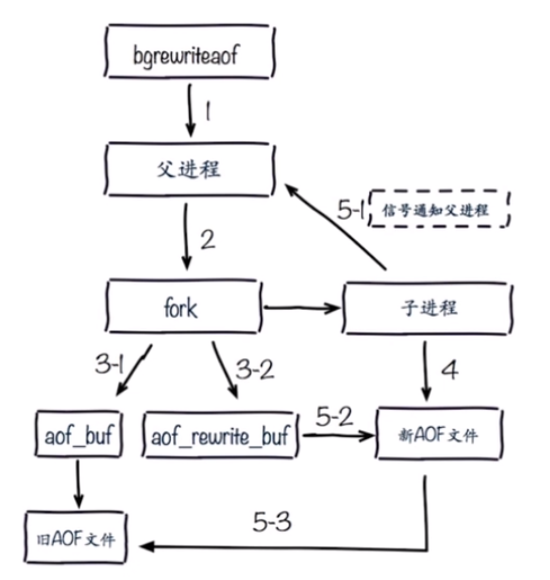 bgrewriteaof
1
父进程
5-1
信号通知父进程
2
fork
子进程
3-1
3-2
4
aof_buf
aof_rewrite_buf
5-2
新AOF文件
5-3
旧AOF文件